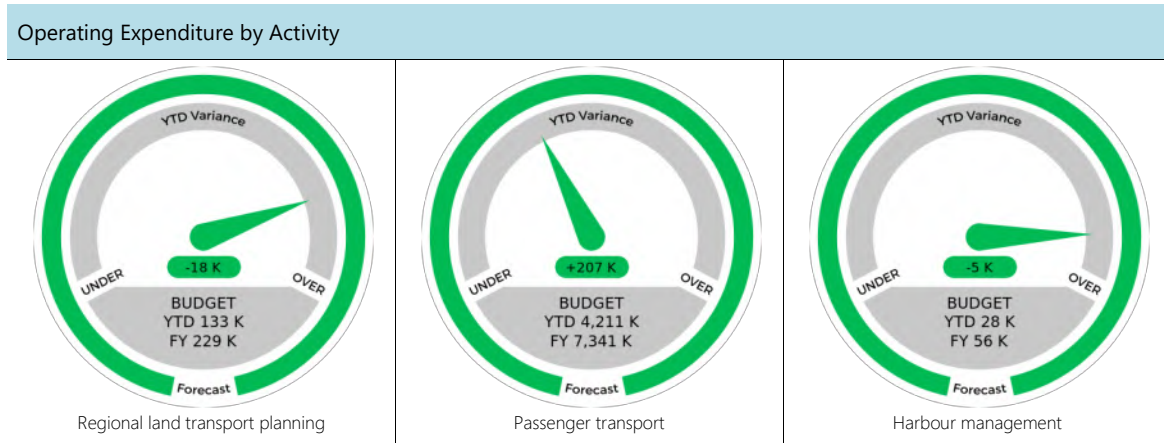 Operating Expenditure by Activity
YTD Variance
-18 K
UNDER
OVER
BUDGET
YTD 133 K
FY 229 K
Forecast
Regional land transport planning
YTD Variance
+207 K
UNDER
OVER
BUDGET
YTD 4,211 K
FY 7,341 K
Forecast
Passenger transport
YTD Variance
-5 K
UNDER
OVER
BUDGET
YTD 28 K
FY 56 K
Forecast
Harbour management